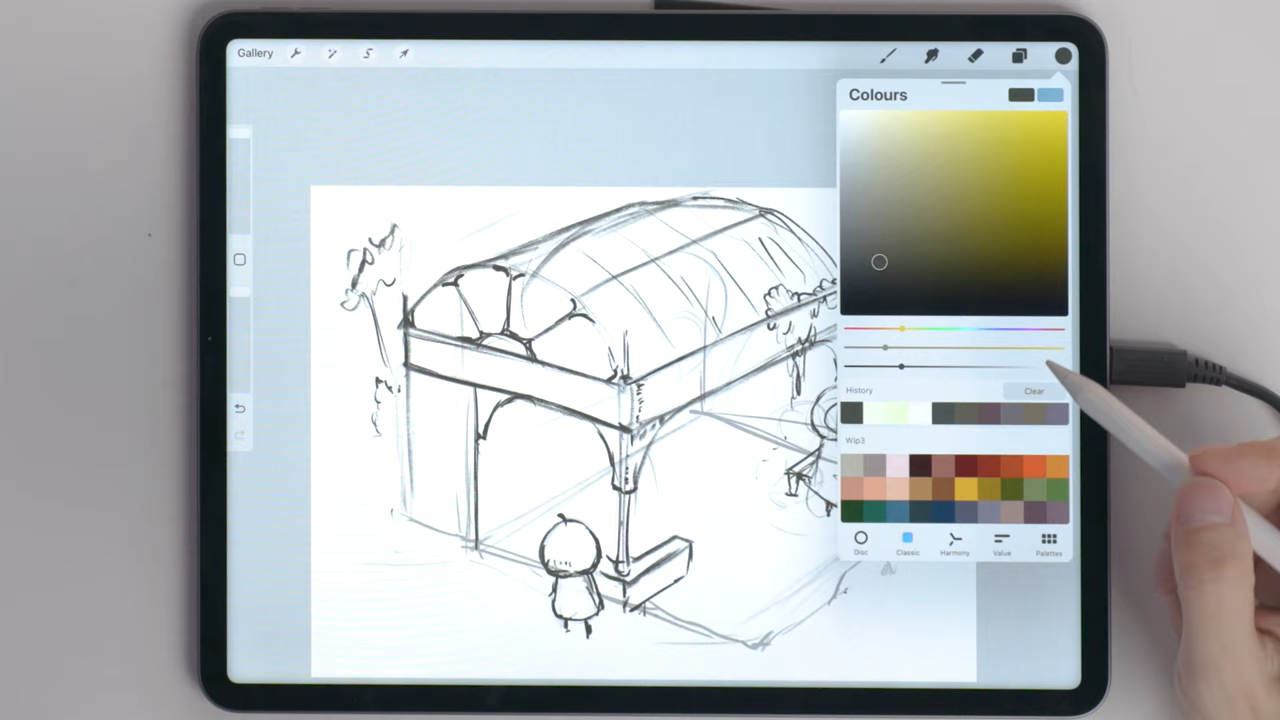 Gallery
Colours
History
Clear
Wip3
Disc
Classic
Harmony
Value
Palettes